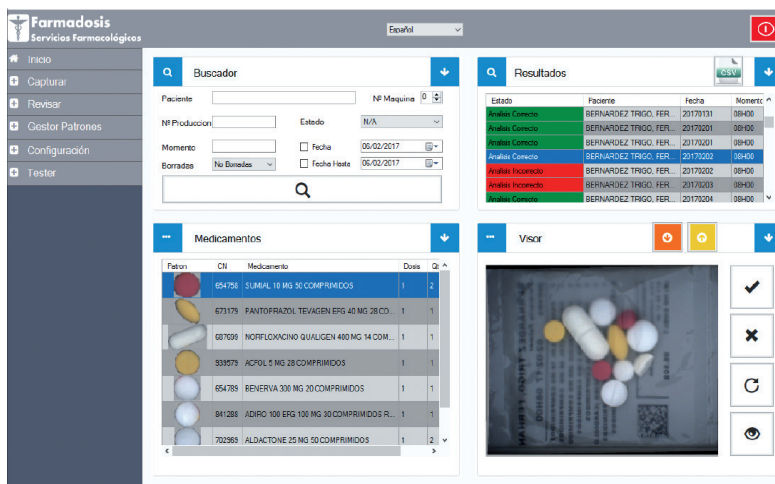 Farmadosis
Servicios Farmacológicos
Español
Inicio
Capturar
Revisar
Gestor Patrones
Configuración
Tester
Buscador
Paciente
Nº Maquina 0
Nº Produccion
Estado N/A
Momento
Fecha 06/02/2017
Borradas No Borradas
Fecha Hasta 06/02/2017
Resultados
CSV
Estado Paciente Fecha Momento
Analisis Correcto BERNARDEZ TRIGO, FER... 20170131 08H00
Analisis Correcto BERNARDEZ TRIGO, FER... 20170201 08H00
Analisis Correcto BERNARDEZ TRIGO, FER... 20170201 08H00
Analisis Correcto BERNARDEZ TRIGO, FER... 20170202 08H00
Analisis Incorrecto BERNARDEZ TRIGO, FER... 20170202 08H00
Analisis Incorrecto BERNARDEZ TRIGO, FER... 20170203 08H00
Analisis Correcto BERNARDEZ TRIGO, FER... 20170204 08H00
Medicamentos
Patron CN Medicamento Dosis
654758 SUMIAL 10 MG 50 COMPRIMIDOS 1 2
673179 PANTOPRAZOL TEVAGEN EFG 40 MG 28 CO... 1 1
687699 NORFLOXACINO QUALIGEN 400 MG 14 COM... 1 1
939579 ACFOL 5 MG 28 COMPRIMIDOS 1 1
654789 BENERVA 300 MG 20 COMPRIMIDOS 1 1
841288 ADIRO 100 EFG 100 MG 30 COMPRIMIDOS R... 1 1
702969 ALDACTONE 25 MG 50 COMPRIMIDOS 1 2
Visor